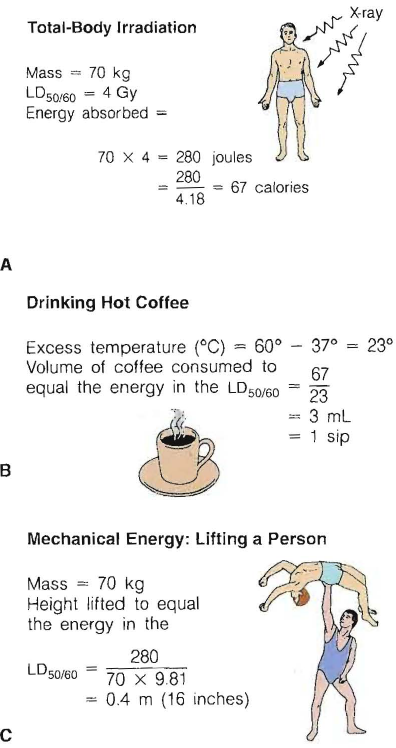 Total-Body Irradiation
X-ray
Mass = 70 kg
LD50/60 = 4 Gy
Energy absorbed =
70 × 4 = 280 joules
= 280/4.18 = 67 calories
A
Drinking Hot Coffee
Excess temperature (°C) = 60° − 37° = 23°
Volume of coffee consumed to
equal the energy in the LD50/60 = 67/23
= 3 mL
= 1 sip
B
Mechanical Energy: Lifting a Person
Mass = 70 kg
Height lifted to equal
the energy in the
LD50/60 = 280/70 × 9.81
= 0.4 m (16 inches)
C